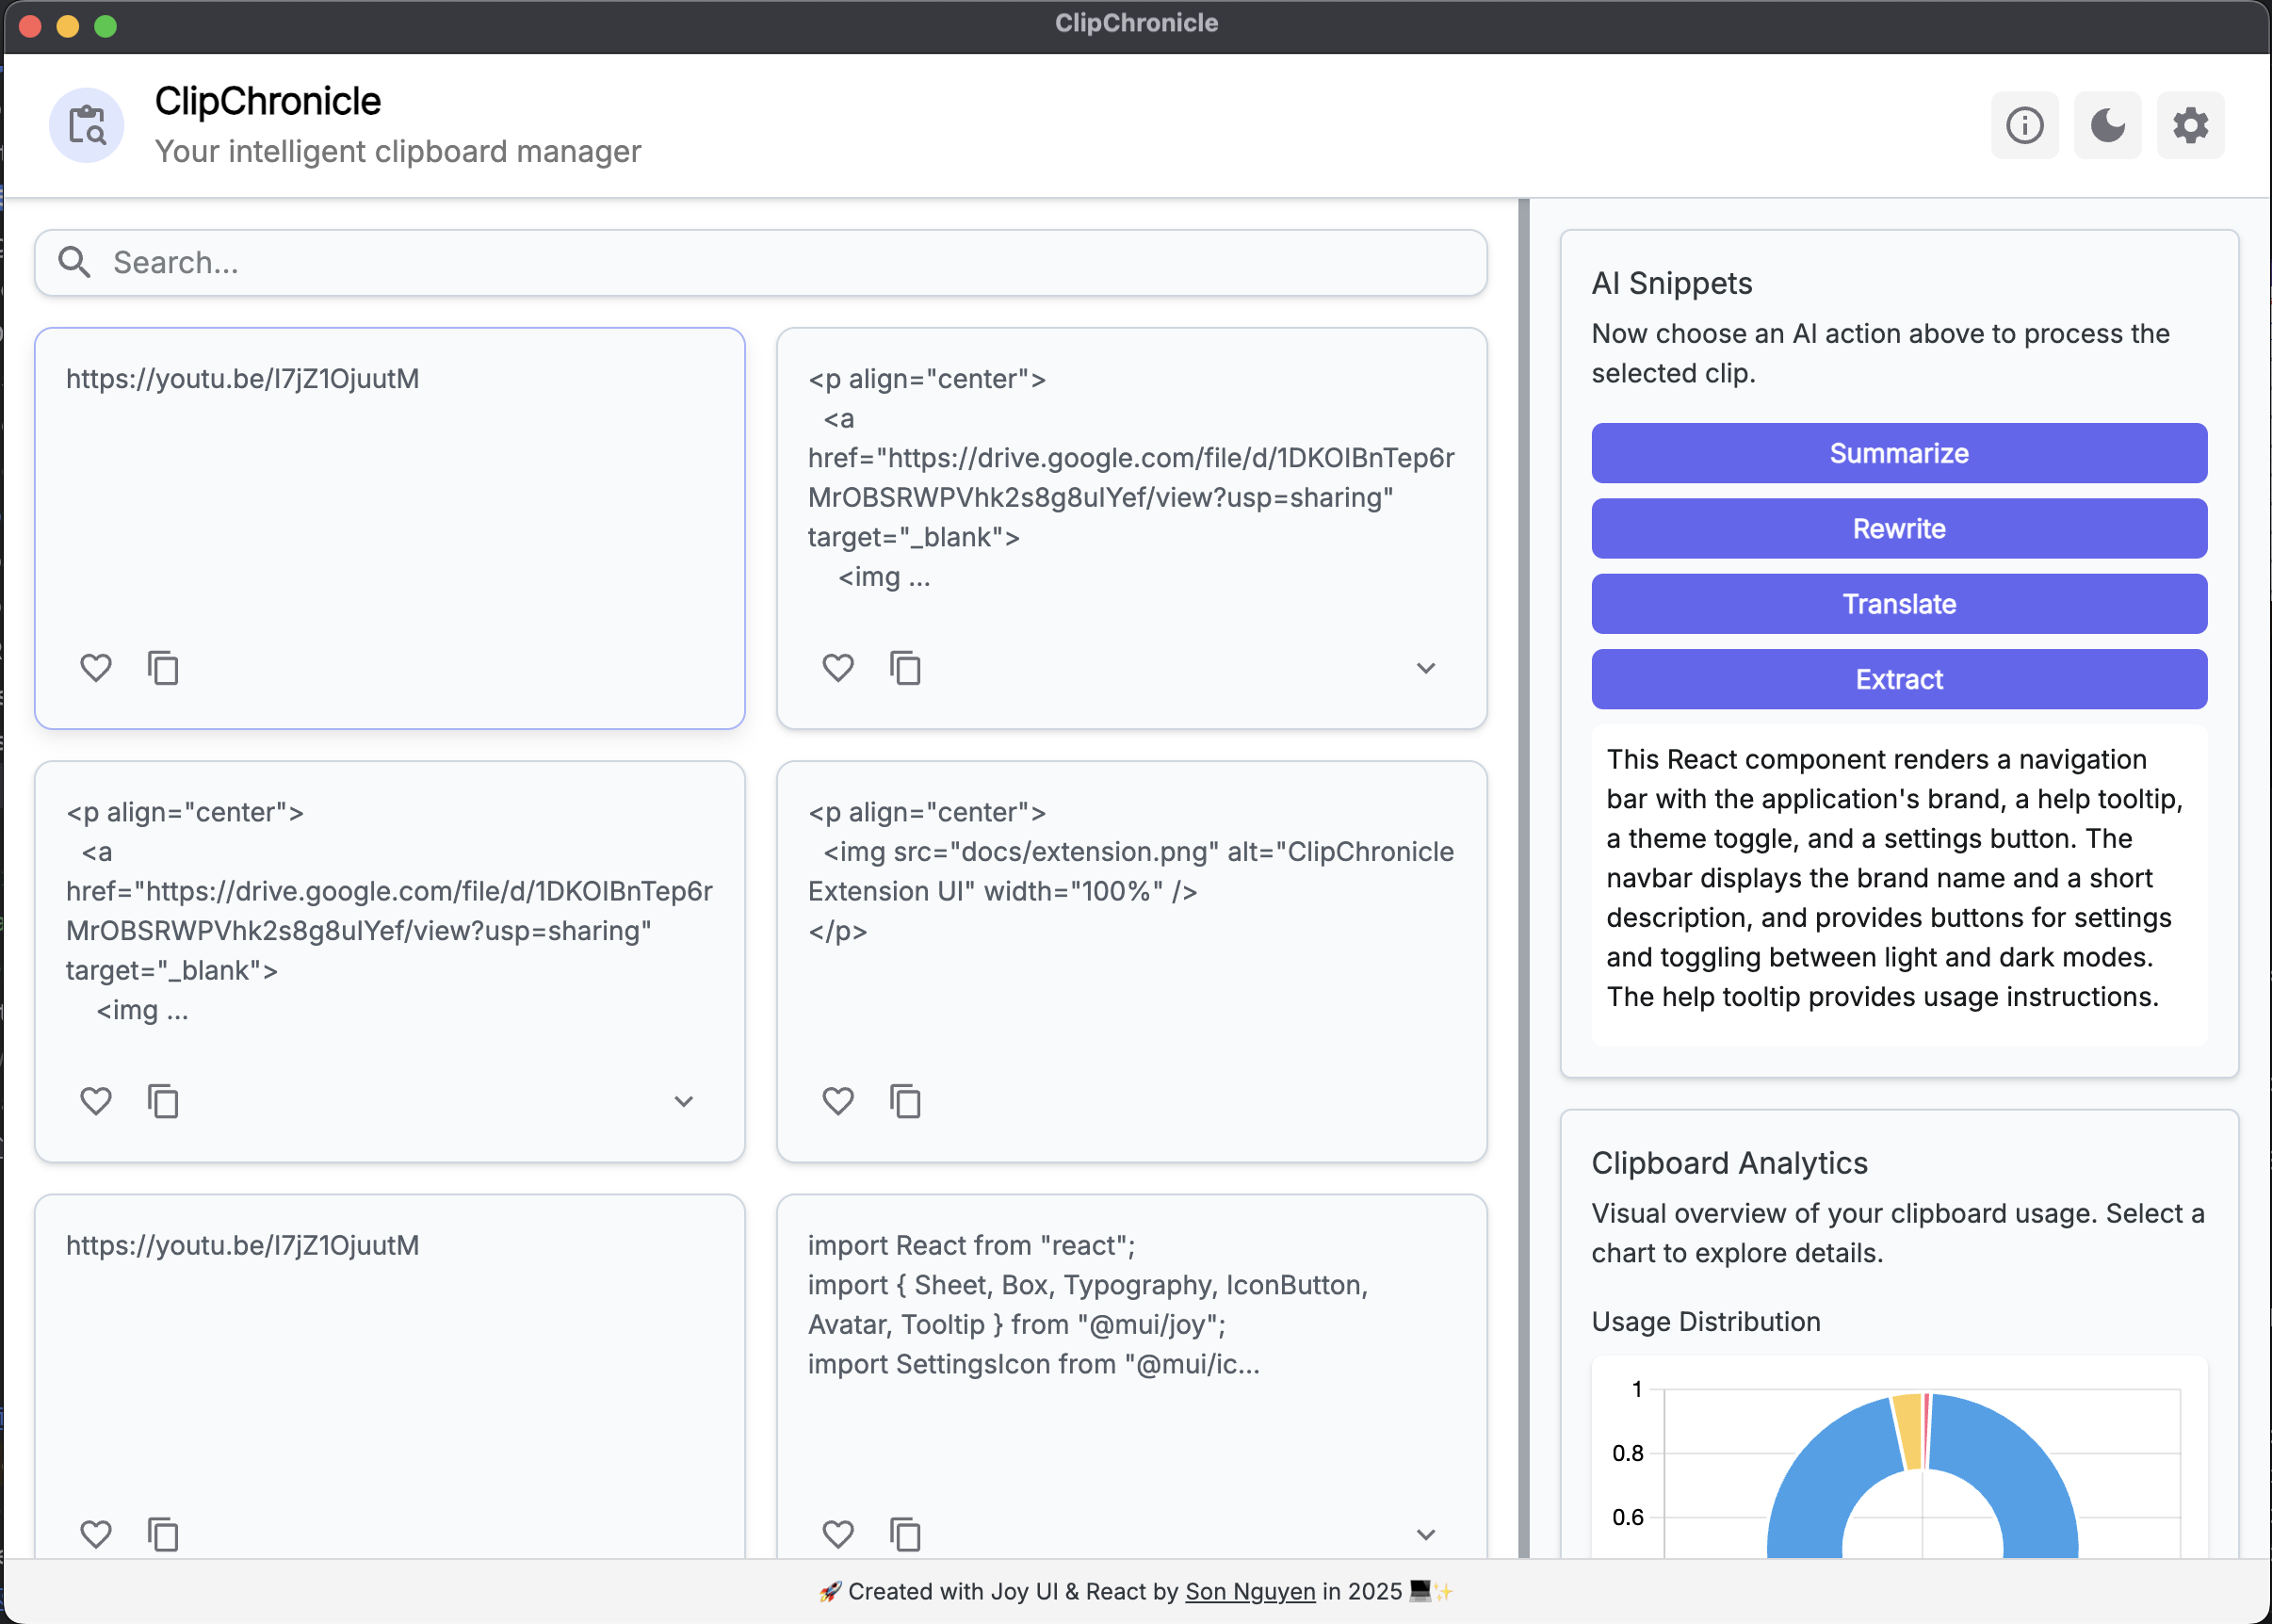 ClipChronicle
ClipChronicle
Your intelligent clipboard manager
Search...
https://youtu.be/I7jZ1OjuutM
<p align="center">
<a
href="https://drive.google.com/file/d/1DKOIBnTep6r
MrOBSRWPVhk2s8g8uIYef/view?usp=sharing"
target="_blank">
<img ...
<p align="center">
<a
href="https://drive.google.com/file/d/1DKOIBnTep6r
MrOBSRWPVhk2s8g8uIYef/view?usp=sharing"
target="_blank">
<img ...
<p align="center">
<img src="docs/extension.png" alt="ClipChronicle
Extension UI" width="100%" />
</p>
https://youtu.be/I7jZ1OjuutM
import React from "react";
import { Sheet, Box, Typography, IconButton,
Avatar, Tooltip } from "@mui/joy";
import SettingsIcon from "@mui/ic...
AI Snippets
Now choose an AI action above to process the
selected clip.
Summarize
Rewrite
Translate
Extract
This React component renders a navigation
bar with the application's brand, a help tooltip,
a theme toggle, and a settings button. The
navbar displays the brand name and a short
description, and provides buttons for settings
and toggling between light and dark modes.
The help tooltip provides usage instructions.
Clipboard Analytics
Visual overview of your clipboard usage. Select a
chart to explore details.
Usage Distribution
1
0.8
0.6
🚀 Created with Joy UI & React by Son Nguyen in 2025 💻✨